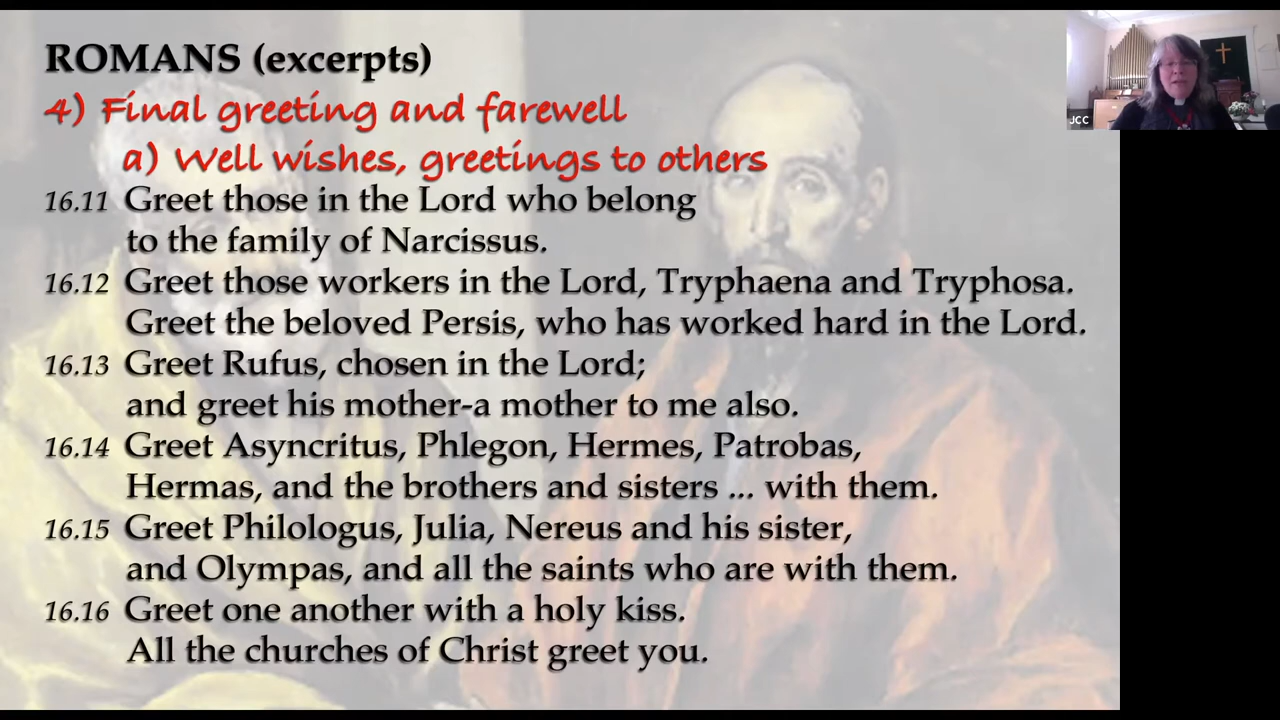 ROMANS (excerpts)
4) Final greeting and farewell
a) Well wishes, greetings to others
16.11 Greet those in the Lord who belong
to the family of Narcissus.
16.12 Greet those workers in the Lord, Tryphaena and Tryphosa.
Greet the beloved Persis, who has worked hard in the Lord.
16.13 Greet Rufus, chosen in the Lord;
and greet his mother-a mother to me also.
16.14 Greet Asyncritus, Phlegon, Hermes, Patrobas,
Hermas, and the brothers and sisters ... with them.
16.15 Greet Philologus, Julia, Nereus and his sister,
and Olympas, and all the saints who are with them.
16.16 Greet one another with a holy kiss.
All the churches of Christ greet you.
JCC